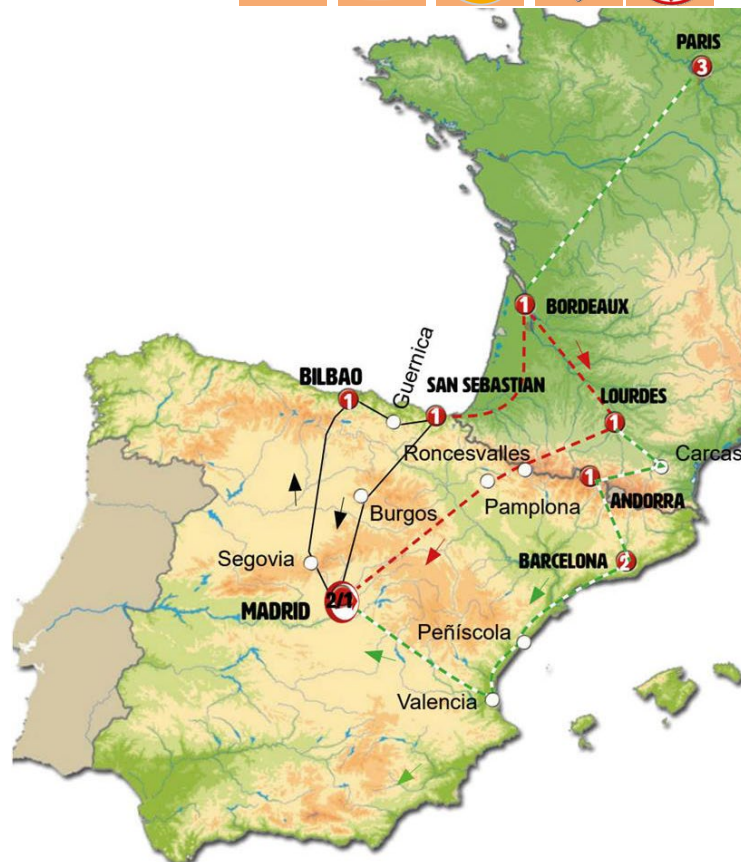 PARIS
3
1
BORDEAUX
Guernica
BILBAO
1
SAN SEBASTIAN
1
LOURDES
1
Roncesvalles
Carcas
Pamplona
1
ANDORRA
Burgos
Segovia
BARCELONA
2
MADRID
2/1
Peñíscola
Valencia